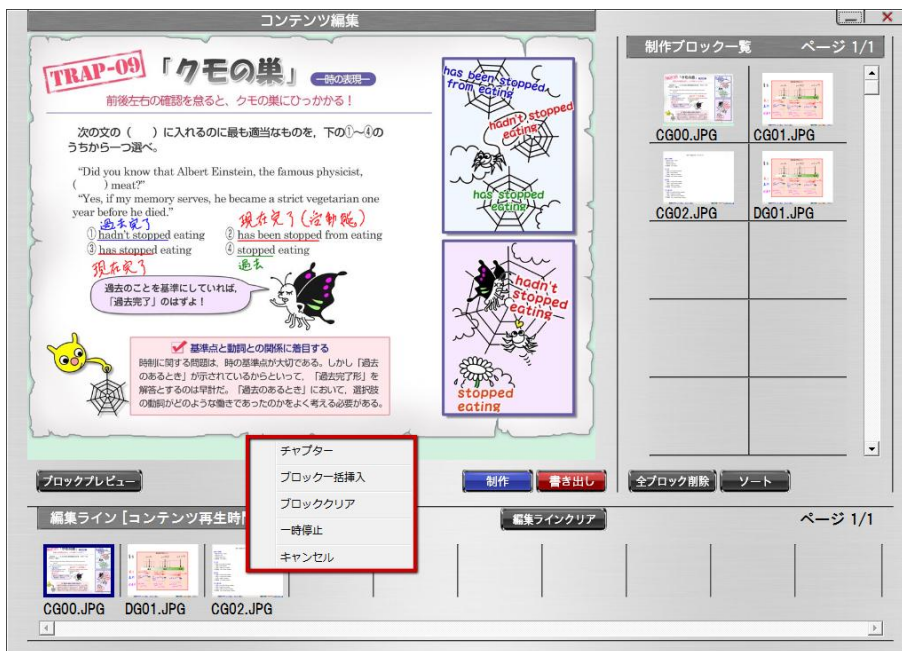 コンテンツ編集
TRAP-09 「クモの巣」 ―時の表現―
前後左右の確認を怠ると、クモの巣にひっかかる！
次の文の（　　）に入れるのに最も適当なものを，下の①～④の
うちから一つ選べ。
"Did you know that Albert Einstein, the famous physicist,
(　　) meat?"
"Yes, if my memory serves, he became a strict vegetarian one
year before he died."
過去完了
現在完了(
① hadn't stopped eating　② has been stopped from eating
③ has stopped eating　④ stopped eating
現在完了
過去
過去のことを基準にしていれば，
「過去完了」のはずよ！
基準点と動詞との関係に着目する
時制に関する問題は，時の基準点が大切である。しかし「過去
のあるとき」が示されているからといって，「過去完了形」を
解答とするのは早計だ。「過去のあるとき」において，選択肢
の動詞がどのような働きであったのかをよく考える必要がある。
has been stopped
from eating
hadn't stopped
eating
has stopped
eating
hadn't
stopped
eating
stopped
eating
制作ブロック一覧　ページ 1/1
CG00.JPG　CG01.JPG
CG02.JPG　DG01.JPG
ブロックプレビュー　制作　書き出し　全ブロック削除　ソート
チャプター
ブロック一括挿入
ブロッククリア
一時停止
キャンセル
編集ライン [コンテンツ再生時　編集ラインクリア　ページ 1/1
CG00.JPG　DG01.JPG　CG02.JPG